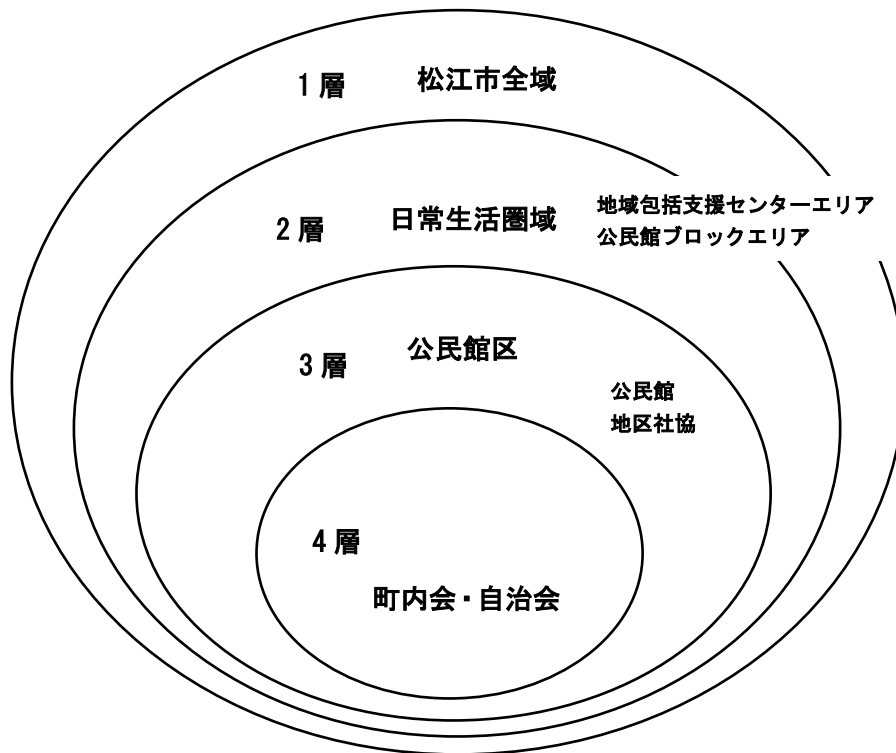 1層 松江市全域
2層 日常生活圏域 地域包括支援センターエリア
公民館ブロックエリア
3層 公民館区
公民館
地区社協
4層
町内会・自治会